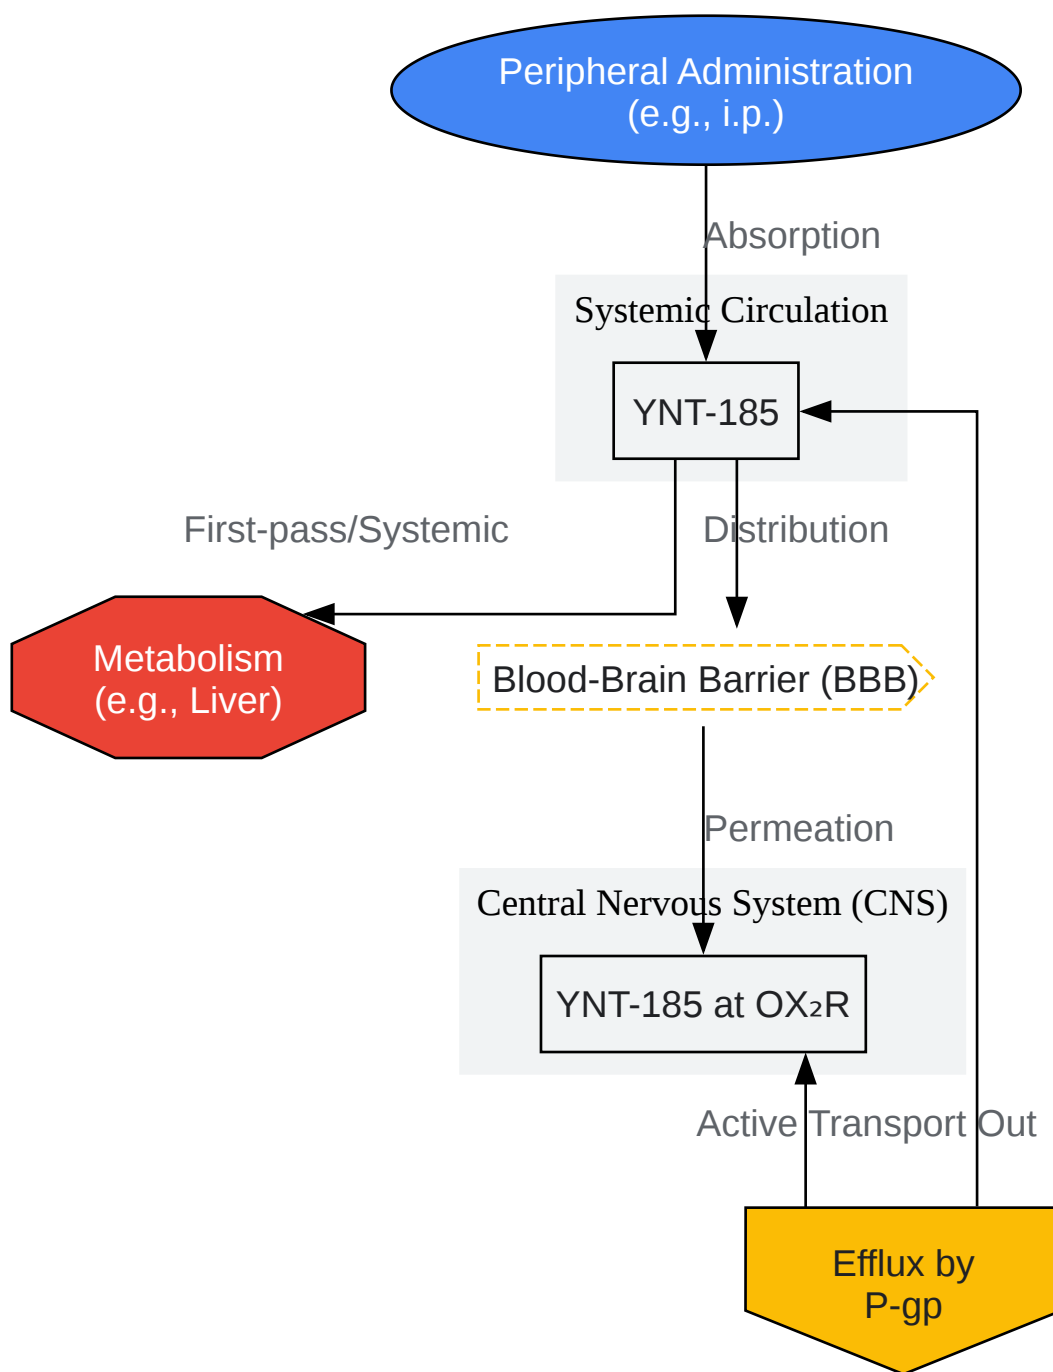 Peripheral Administration
(e.g., i.p.)
Absorption
Systemic Circulation
YNT-185
First-pass/Systemic
Distribution
Metabolism
(e.g., Liver)
Blood-Brain Barrier (BBB)
Permeation
Central Nervous System (CNS)
YNT-185 at OX₂R
Active Transport Out
Efflux by
P-gp